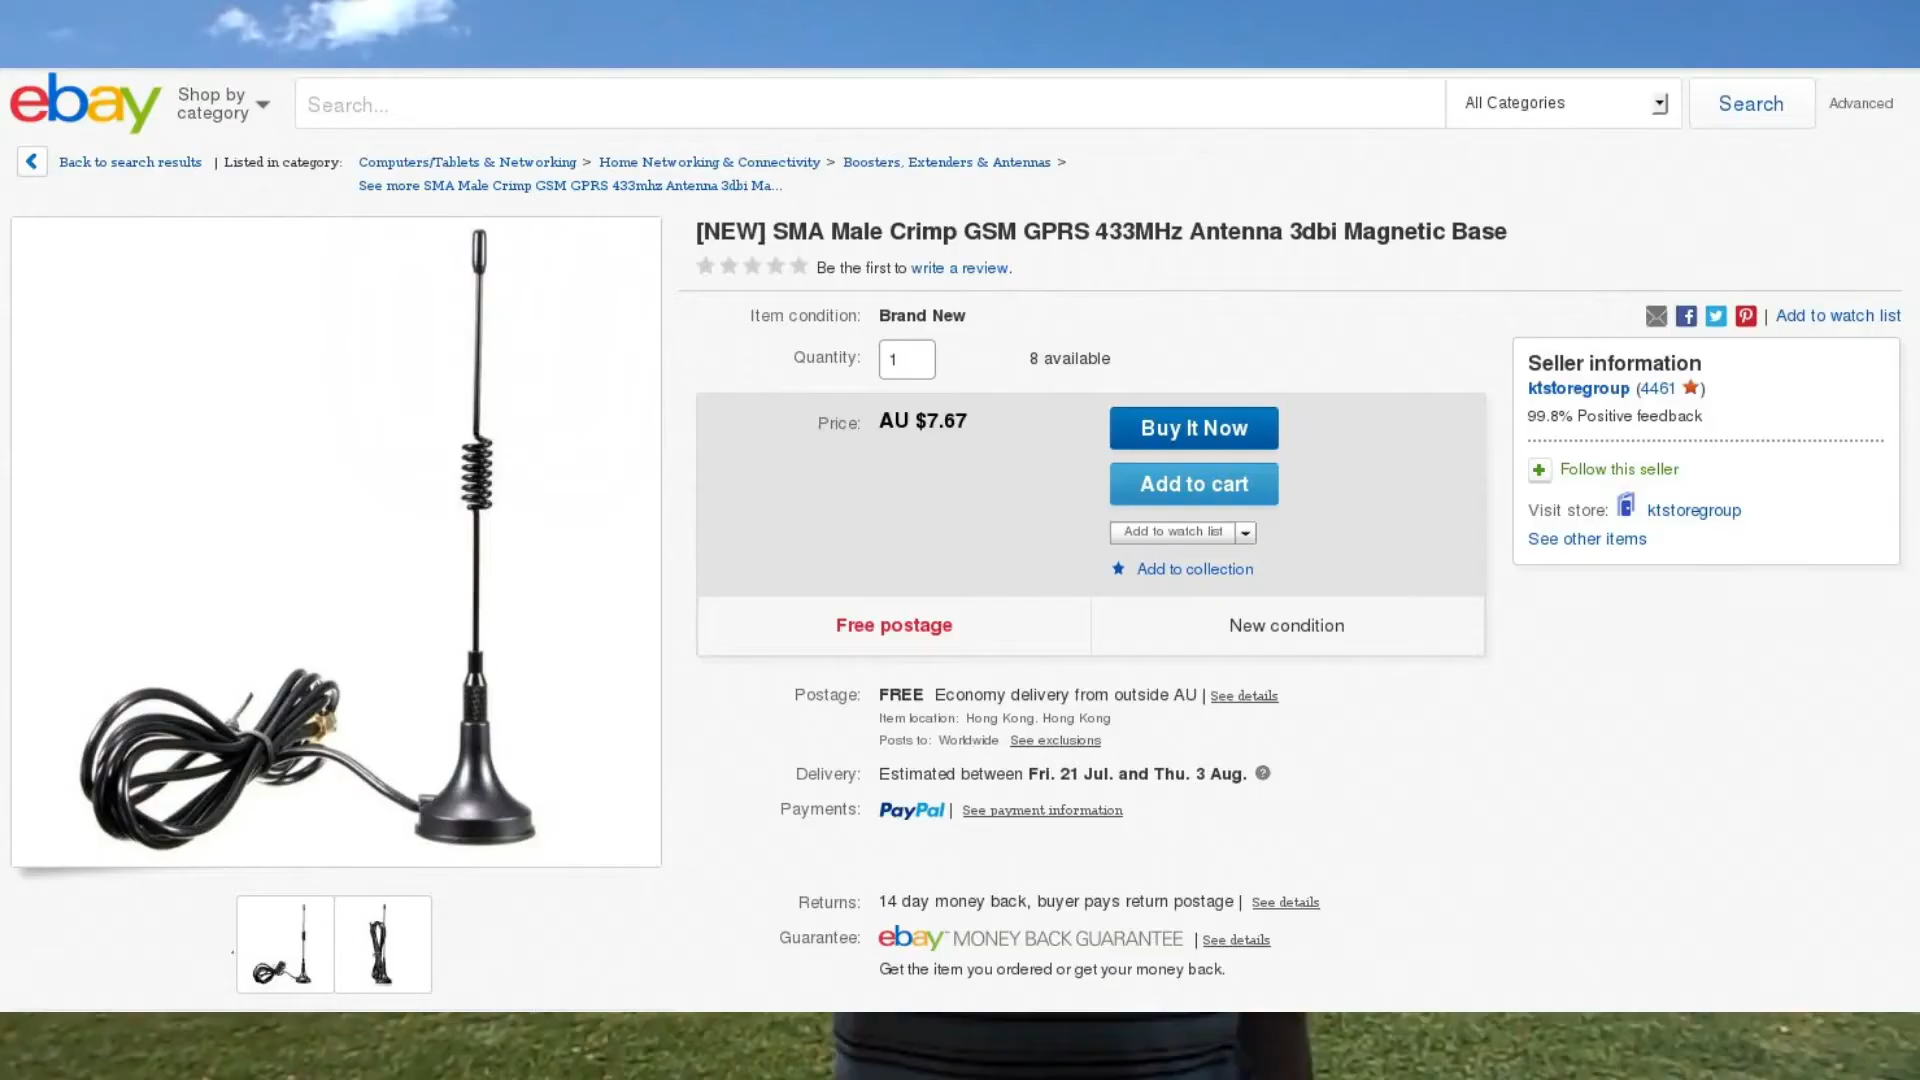 ebay
Shop by
category
Search...
All Categories
Search
Advanced
Back to search results | Listed in category: Computers/Tablets & Networking > Home Networking & Connectivity > Boosters, Extenders & Antennas >
See more SMA Male Crimp GSM GPRS 433mhz Antenna 3dbi Ma...
[NEW] SMA Male Crimp GSM GPRS 433MHz Antenna 3dbi Magnetic Base
Be the first to write a review.
Item condition: Brand New
| Add to watch list
Quantity: 1 8 available
Price: AU $7.67
Buy It Now
Add to cart
Add to watch list
Add to collection
Free postage
New condition
Seller information
ktstoregroup (4461 )
99.8% Positive feedback
Follow this seller
Visit store: ktstoregroup
See other items
Postage: FREE Economy delivery from outside AU | See details
Item location: Hong Kong, Hong Kong
Posts to: Worldwide See exclusions
Delivery: Estimated between Fri. 21 Jul. and Thu. 3 Aug.
Payments: PayPal | See payment information
Returns: 14 day money back, buyer pays return postage | See details
Guarantee: ebay™ MONEY BACK GUARANTEE | See details
Get the item you ordered or get your money back.